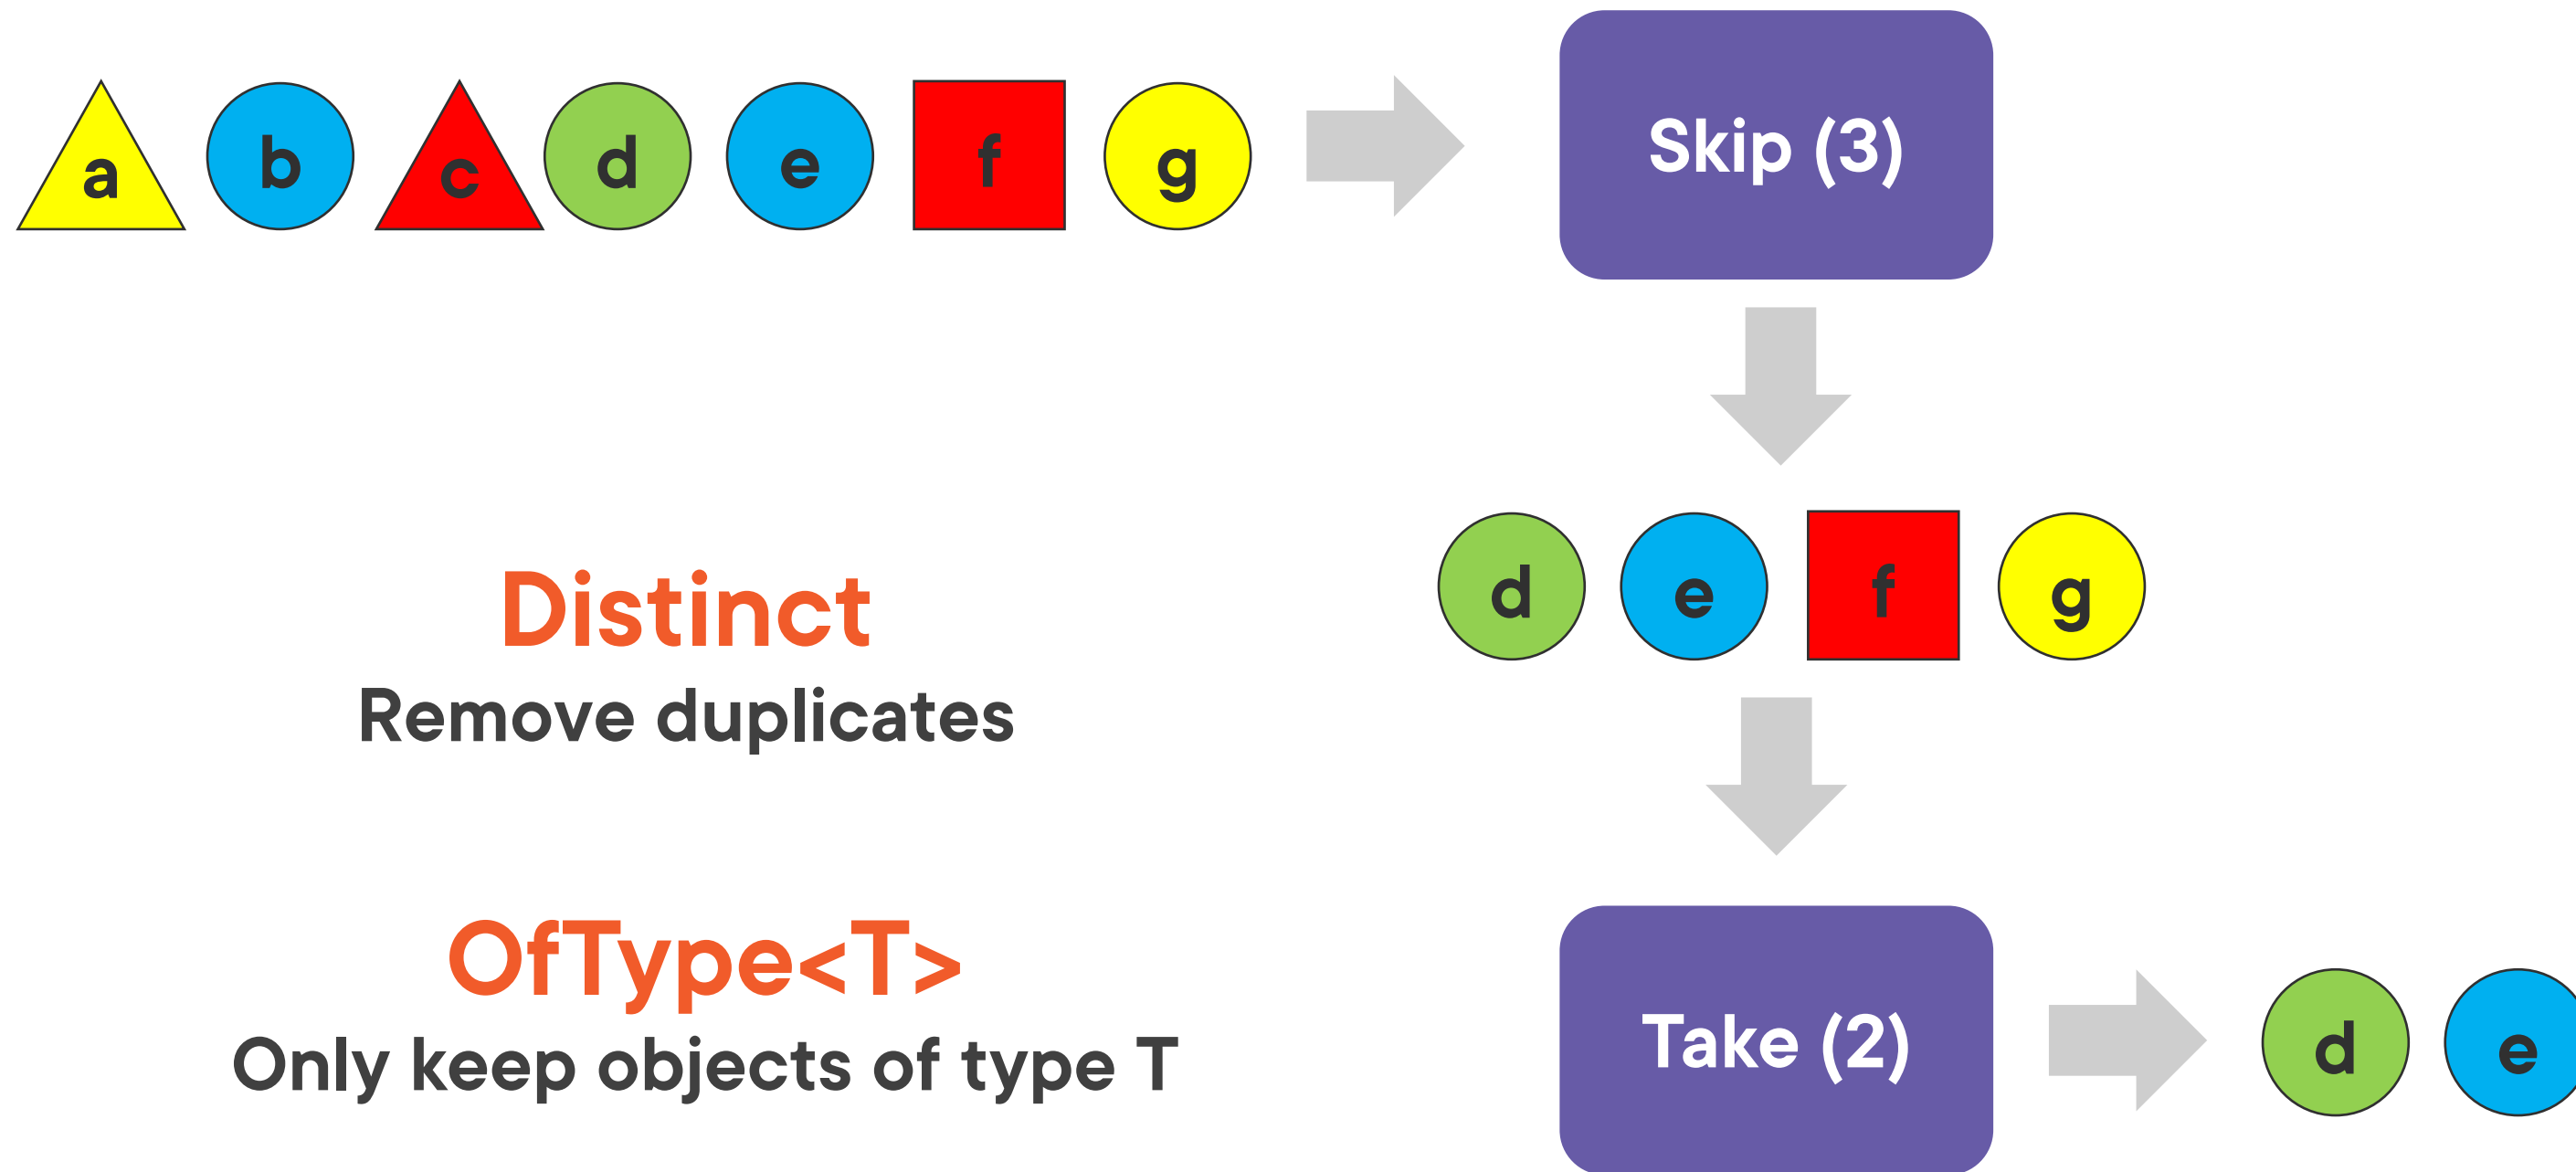 a b c d e f g
Skip (3)
d e f g
Distinct
Remove duplicates
OfType<T>
Only keep objects of type T
Take (2)
d e